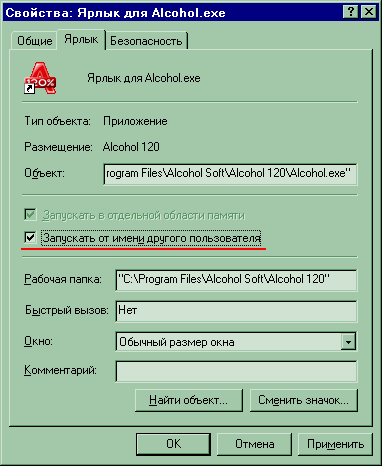 Свойства: Ярлык для Alcohol.exe
Общие Ярлык Безопасность
120%
Ярлык для Alcohol.exe
Тип объекта: Приложение
Размещение: Alcohol 120
Объект: rogram Files\Alcohol Soft\Alcohol 120\Alcohol.exe"
Запускать в отдельной области памяти
Запускать от имени другого пользователя
Рабочая папка: "C:\Program Files\Alcohol Soft\Alcohol 120"
Быстрый вызов: Нет
Окно: Обычный размер окна
Комментарий:
Найти объект... Сменить значок...
OK Отмена Применить